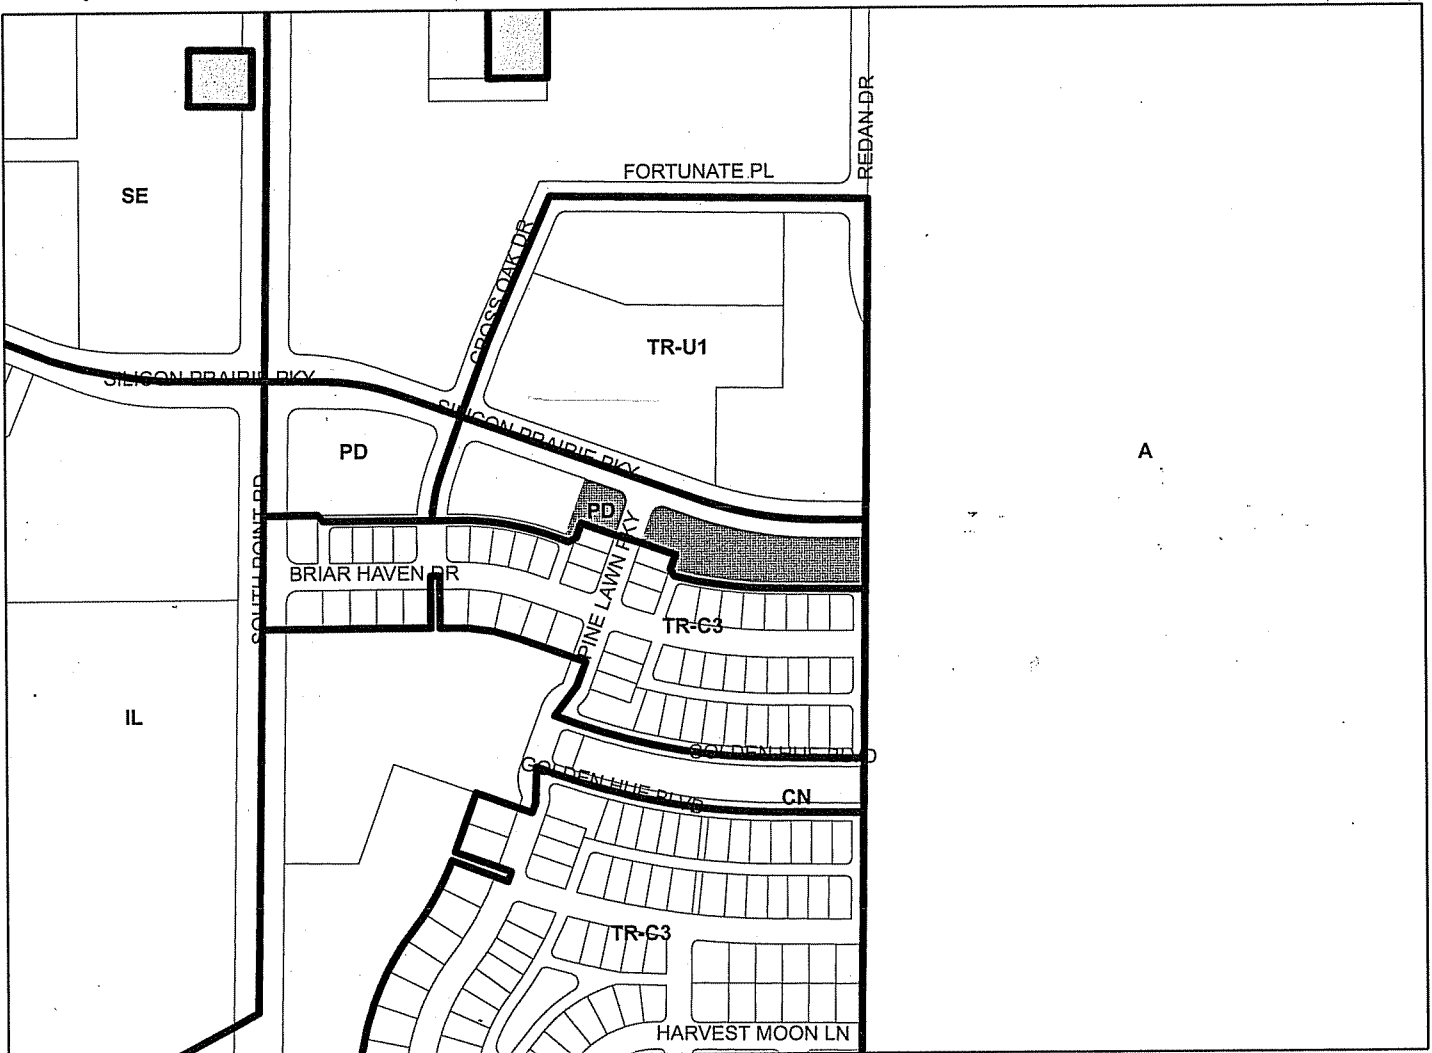 REDAN DR
FORTUNATE PL
SE
CROSS OAK DR
TR-U1
SILICON PRAIRIE PKY
SILICON PRAIRIE PKY
PD
A
SOUTH POINT RD
PD
PINE LAWN PKY
BRIAR HAVEN DR
TR-C3
IL
GOLDEN HUE BLVD
GOLDEN HUE BLVD
CN
TR-C3
HARVEST MOON LN